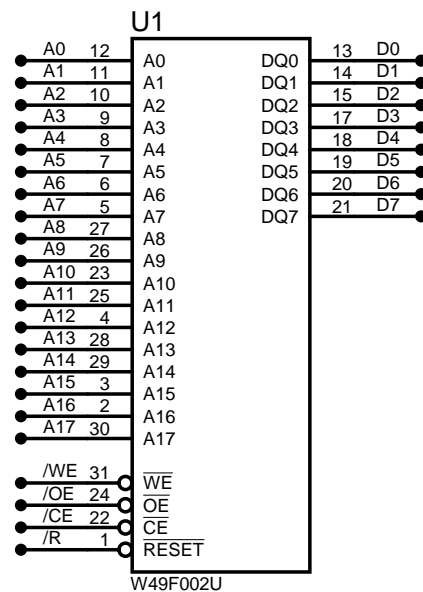 U1
A0 12 A0 DQ0 13 D0
A1 11 A1 DQ1 14 D1
A2 10 A2 DQ2 15 D2
A3 9 A3 DQ3 17 D3
A4 8 A4 DQ4 18 D4
A5 7 A5 DQ5 19 D5
A6 6 A6 DQ6 20 D6
A7 5 A7 DQ7 21 D7
A8 27 A8
A9 26 A9
A10 23 A10
A11 25 A11
A12 4 A12
A13 28 A13
A14 29 A14
A15 3 A15
A16 2 A16
A17 30 A17
/WE 31 WE
/OE 24 OE
/CE 22 CE
/R 1 RESET
W49F002U